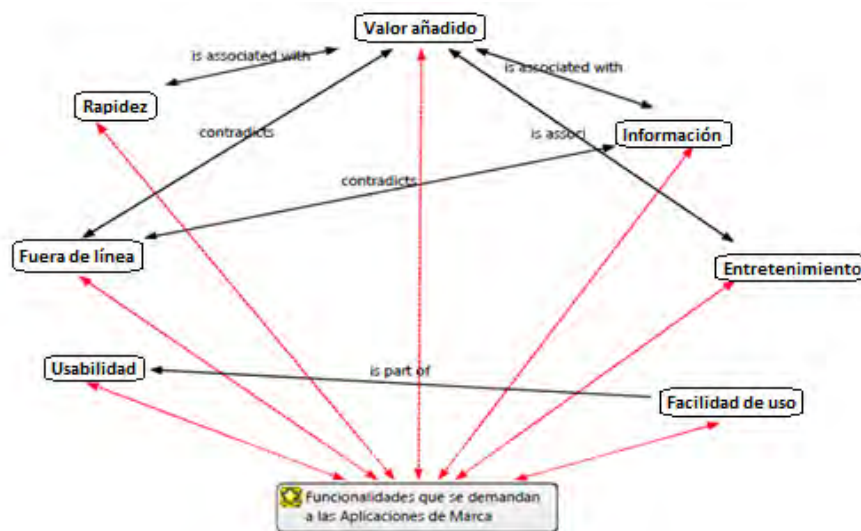 Valor añadido
is associated with
is associated with
Rapidez
contradicts
is associ
Información
contradicts
Fuera de línea
Entretenimiento
Usabilidad
is part of
Facilidad de uso
Funcionalidades que se demandan
a las Aplicaciones de Marca